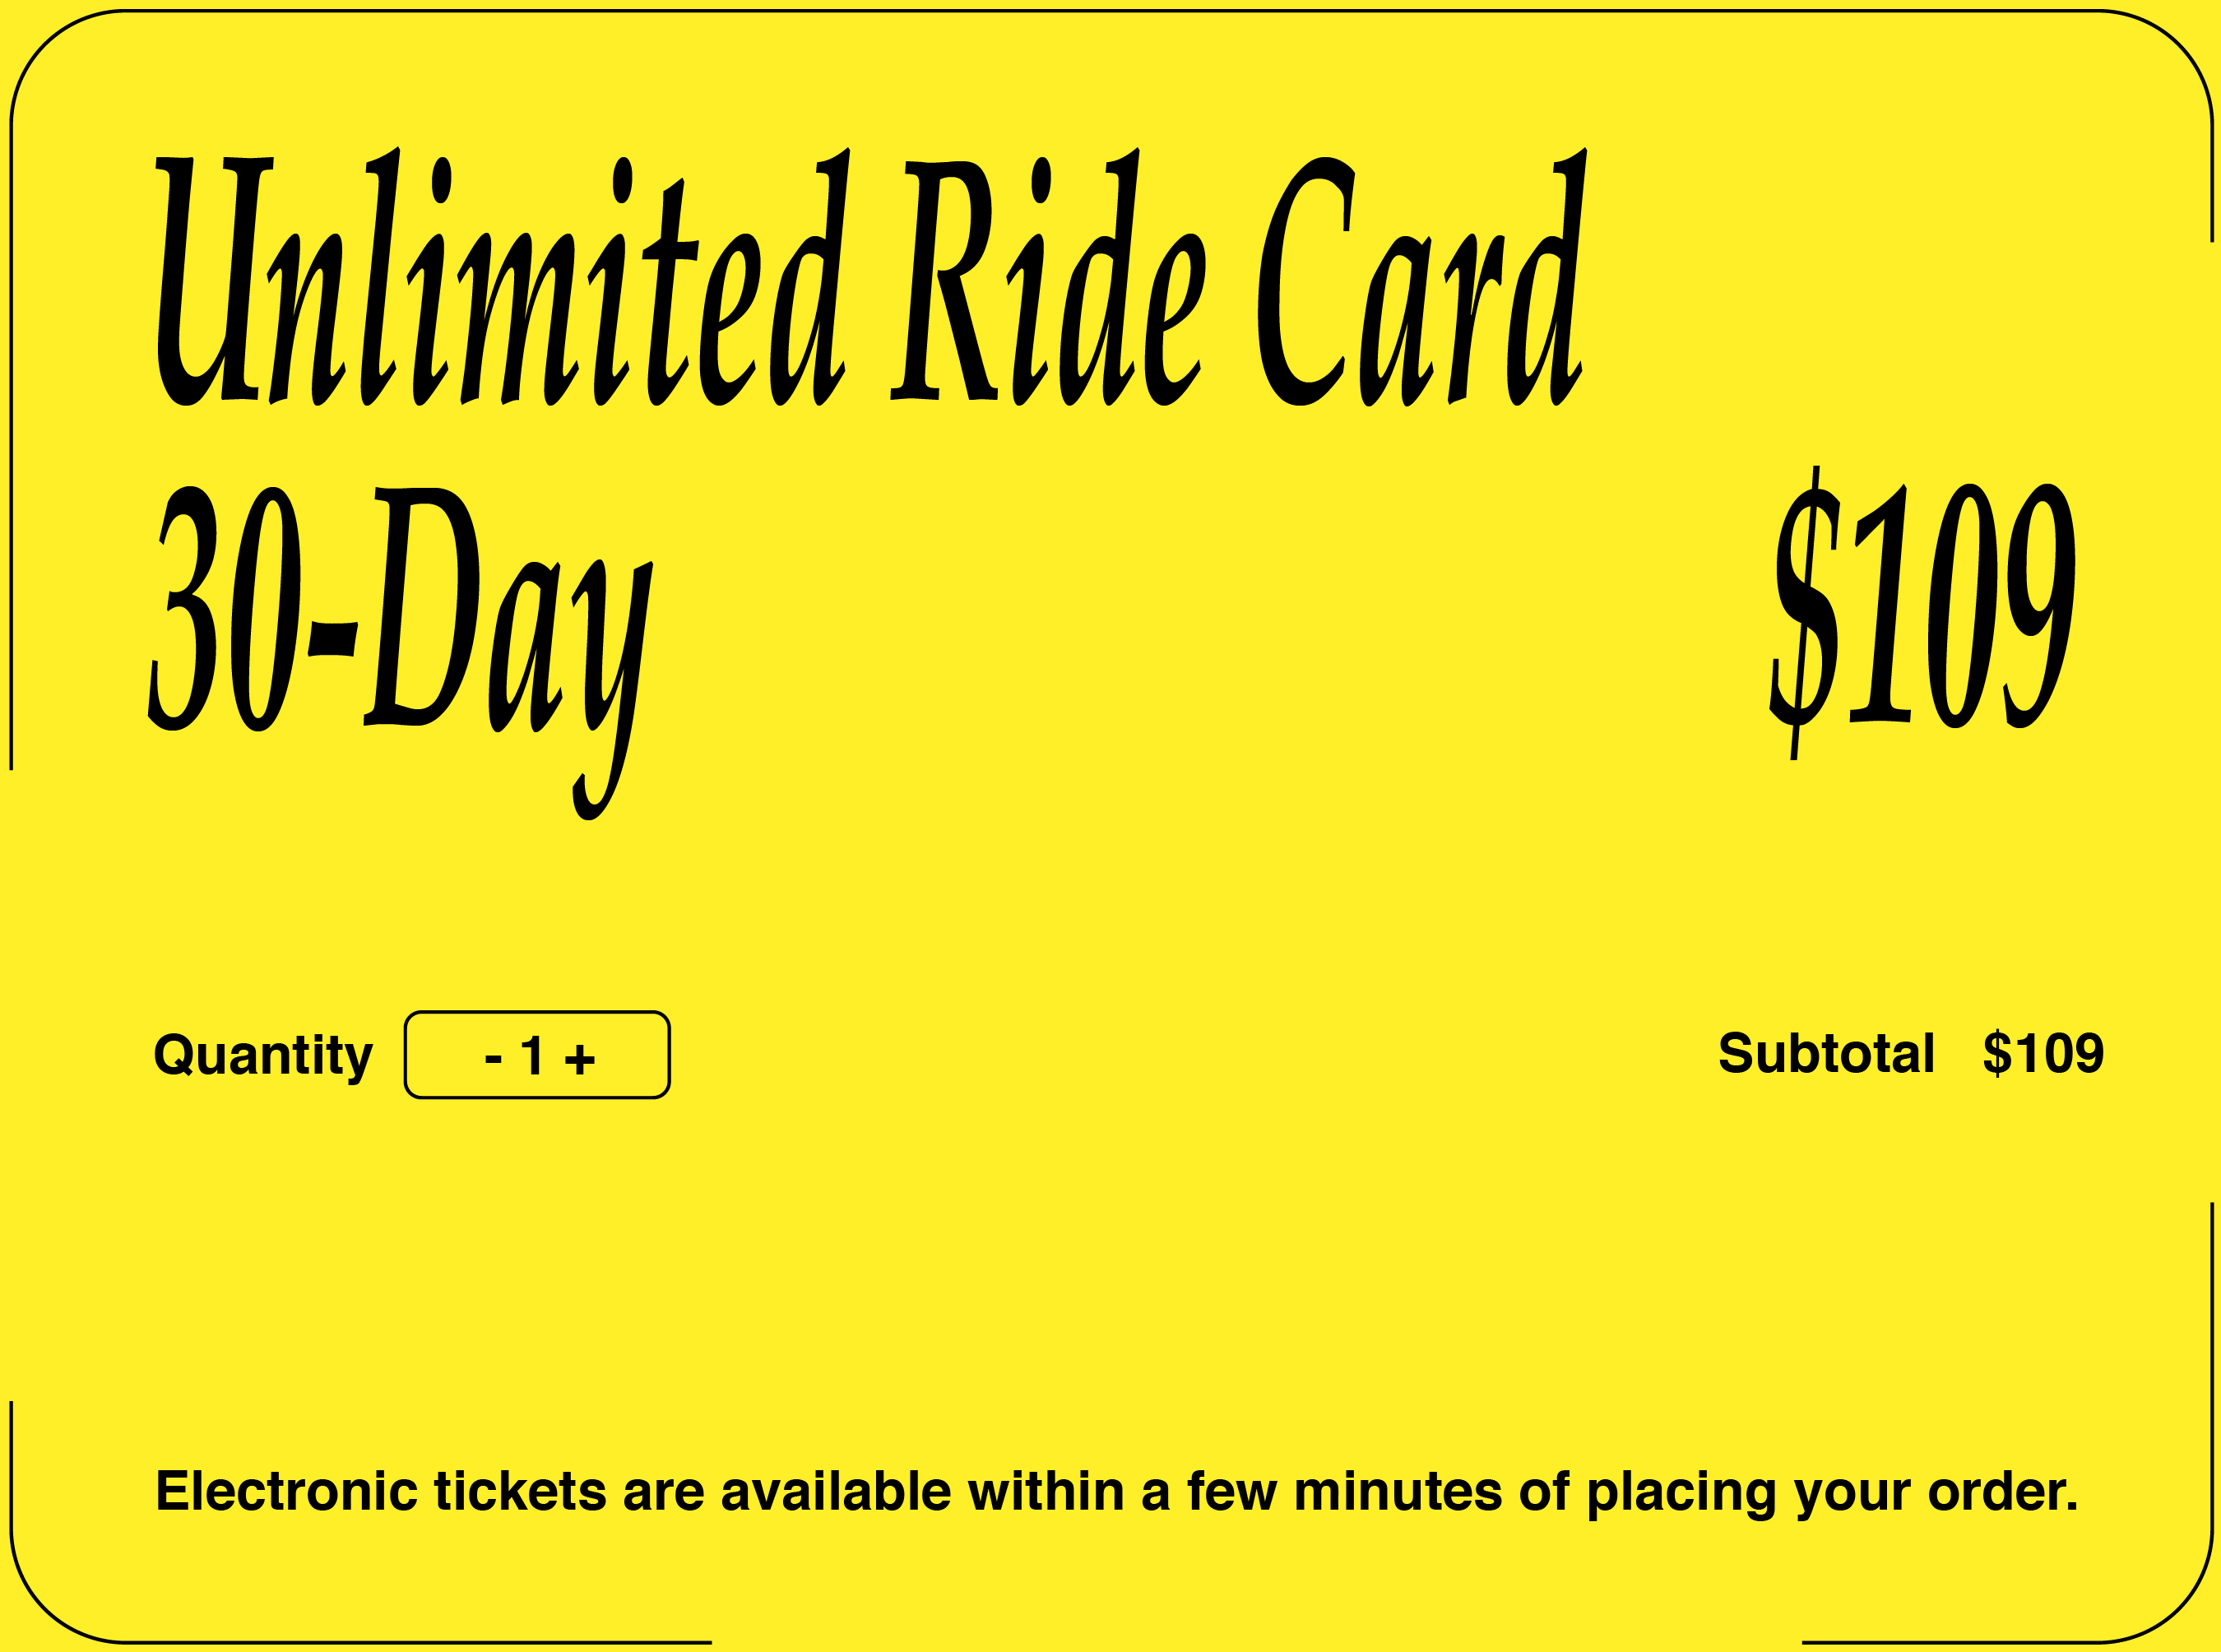 Unlimited Ride Card
30-Day $109
Quantity - 1 + Subtotal $109
Electronic tickets are available within a few minutes of placing your order.